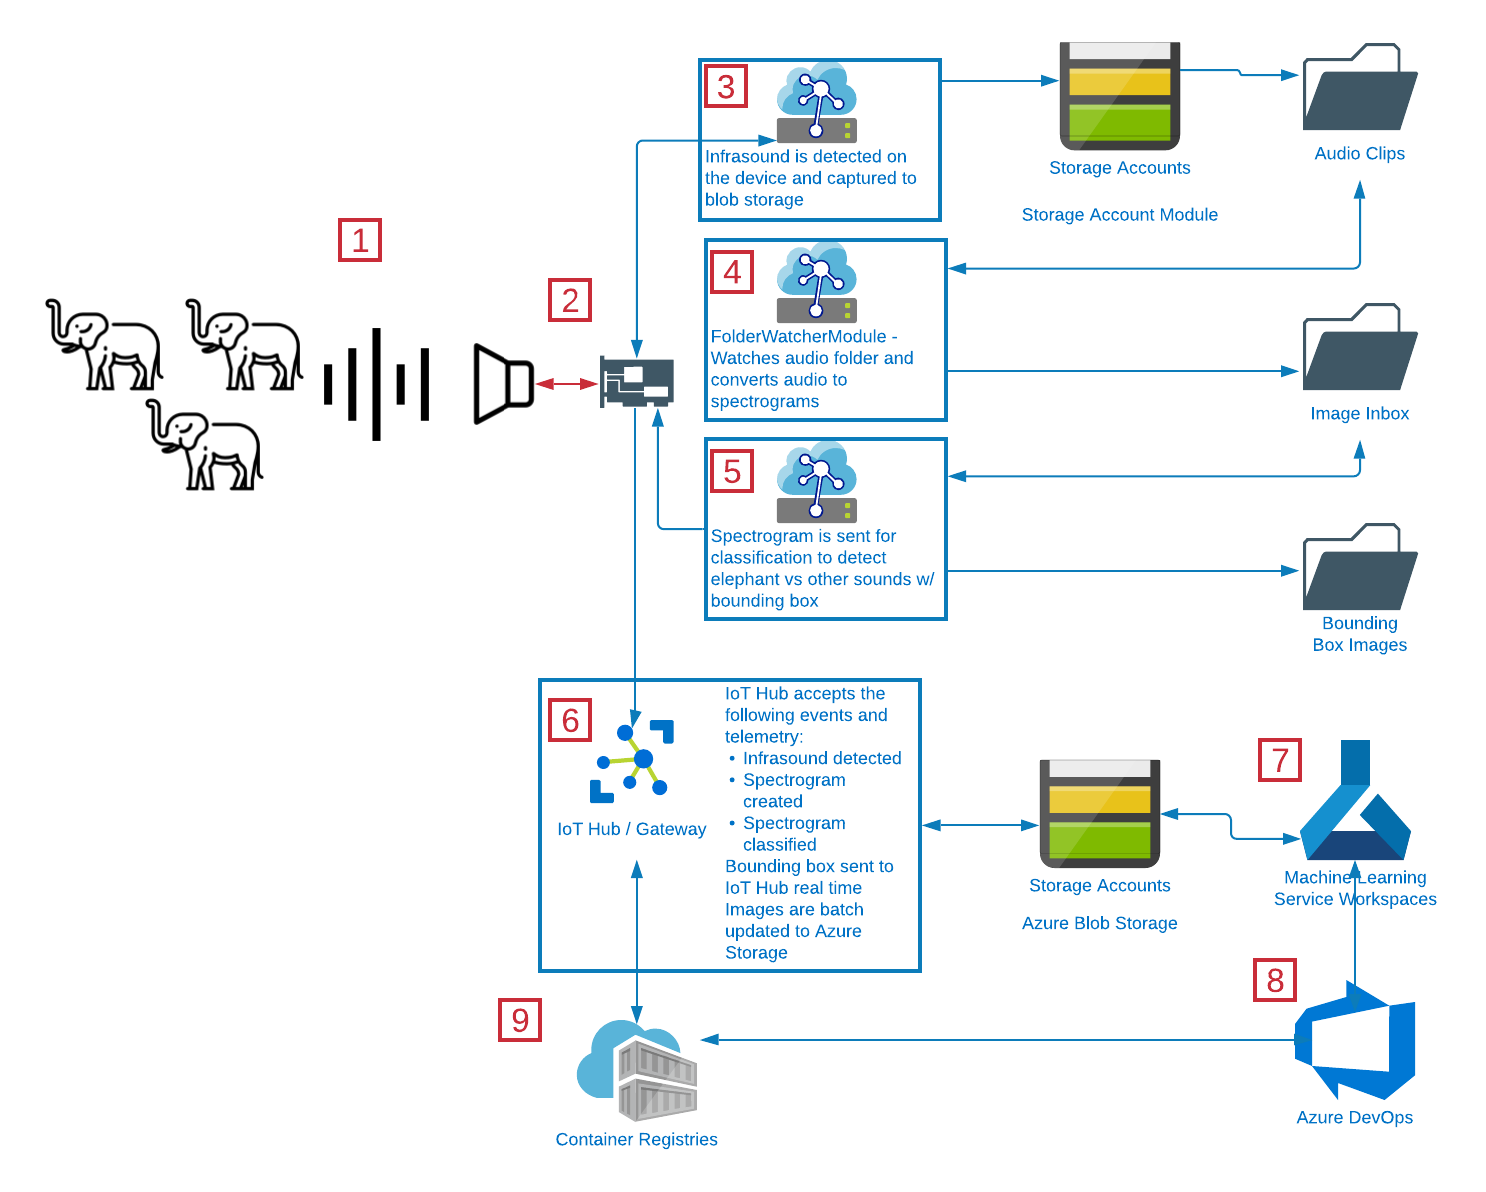 1
2
3
Infrasound is detected on
the device and captured to
blob storage
Storage Accounts
Storage Account Module
Audio Clips
4
FolderWatcherModule -
Watches audio folder and
converts audio to
spectrograms
Image Inbox
5
Spectrogram is sent for
classification to detect
elephant vs other sounds w/
bounding box
Bounding
Box Images
6
IoT Hub / Gateway
IoT Hub accepts the
following events and
telemetry:
• Infrasound detected
• Spectrogram
created
• Spectrogram
classified
Bounding box sent to
IoT Hub real time
Images are batch
updated to Azure
Storage
Storage Accounts
Azure Blob Storage
7
Machine Learning
Service Workspaces
8
Azure DevOps
9
Container Registries